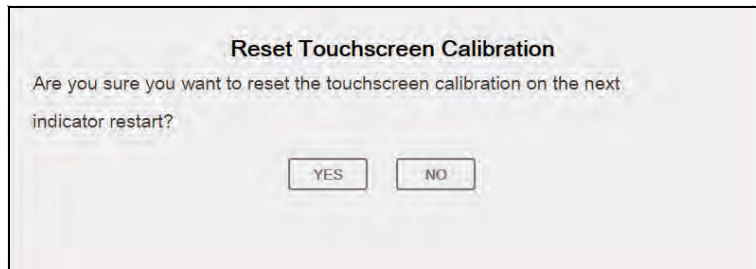 Reset Touchscreen Calibration
Are you sure you want to reset the touchscreen calibration on the next
indicator restart?
YES NO